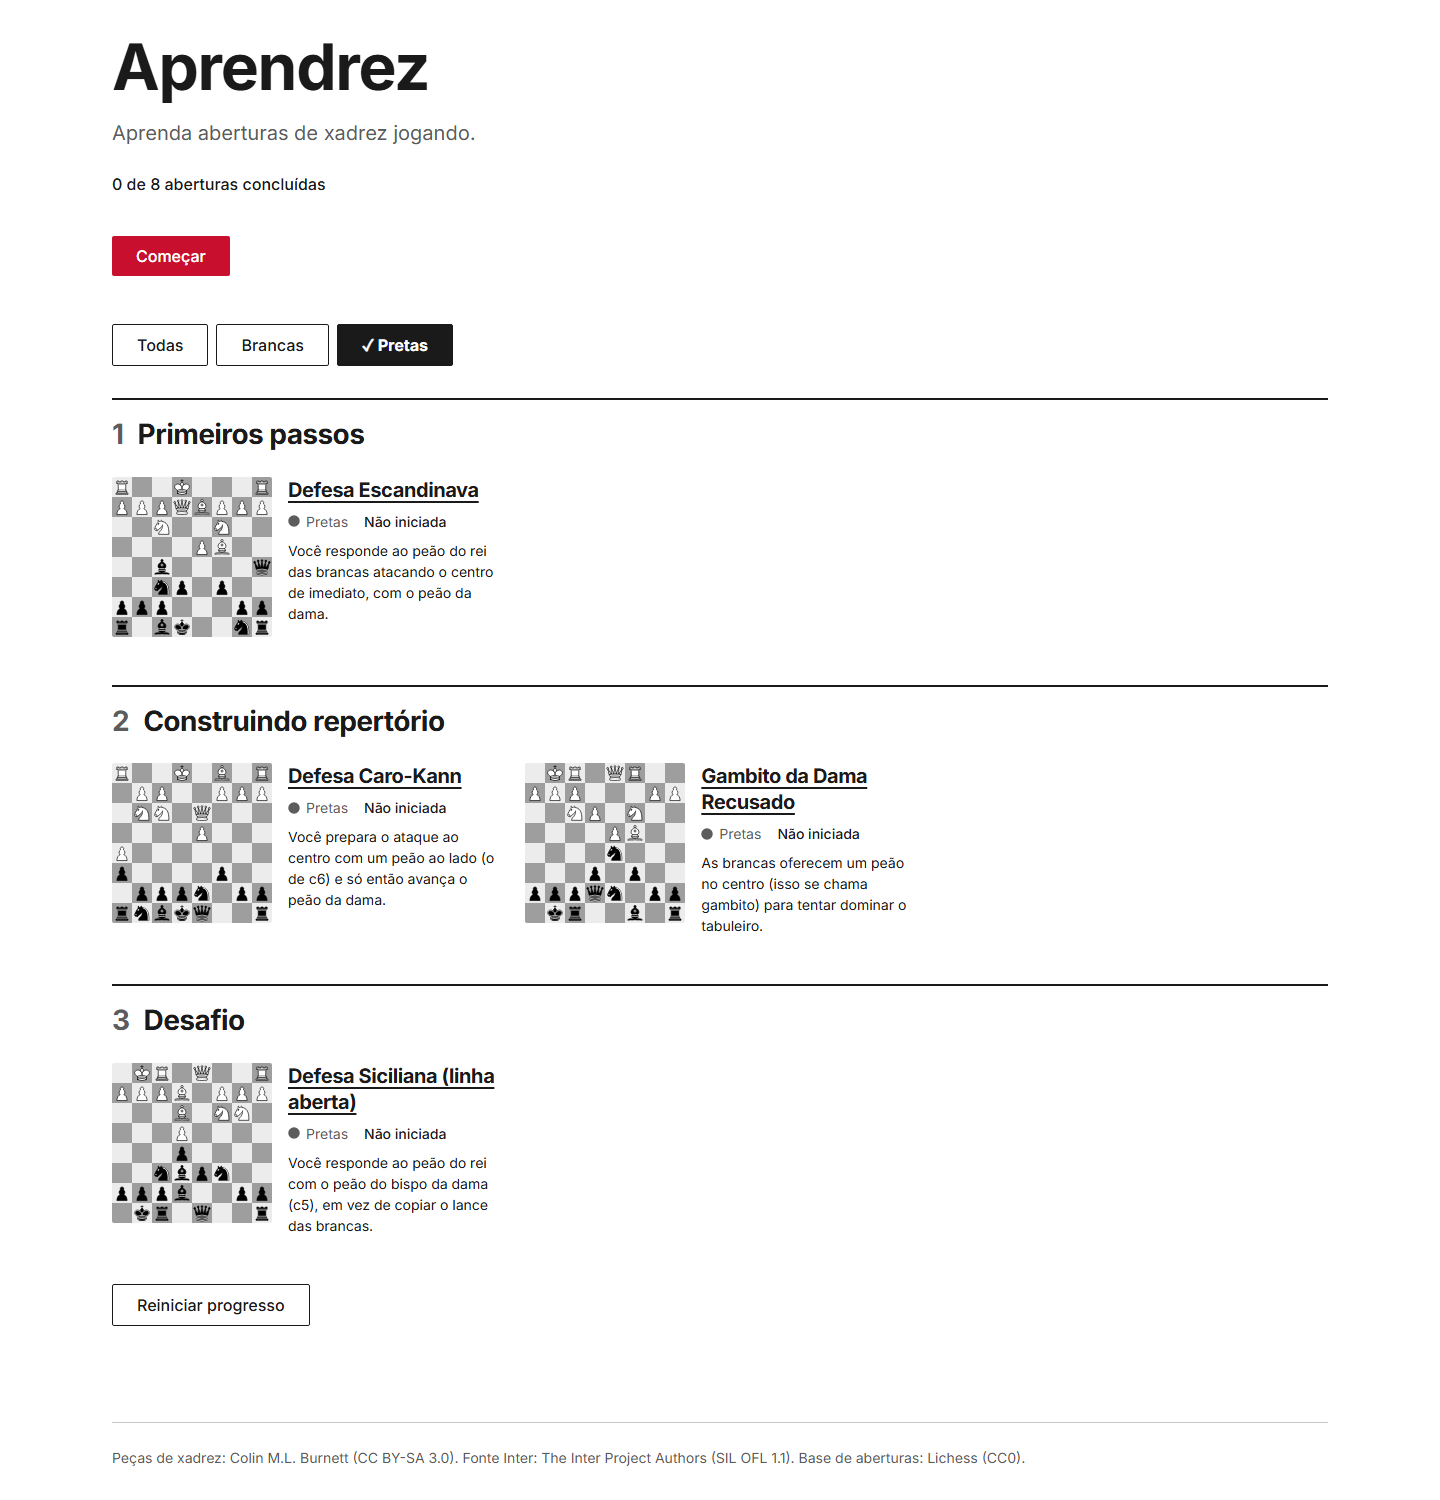 Aprendrez
Aprenda aberturas de xadrez jogando.
0 de 8 aberturas concluídas
Começar
Todas
Brancas
✓ Pretas
1 Primeiros passos
Defesa Escandinava
Pretas Não iniciada
Você responde ao peão do rei
das brancas atacando o centro
de imediato, com o peão da
dama.
2 Construindo repertório
Defesa Caro-Kann
Pretas Não iniciada
Você prepara o ataque ao
centro com um peão ao lado (o
de c6) e só então avança o
peão da dama.
Gambito da Dama
Recusado
Pretas Não iniciada
As brancas oferecem um peão
no centro (isso se chama
gambito) para tentar dominar o
tabuleiro.
3 Desafio
Defesa Siciliana (linha
aberta)
Pretas Não iniciada
Você responde ao peão do rei
com o peão do bispo da dama
(c5), em vez de copiar o lance
das brancas.
Reiniciar progresso
Peças de xadrez: Colin M.L. Burnett (CC BY-SA 3.0). Fonte Inter: The Inter Project Authors (SIL OFL 1.1). Base de aberturas: Lichess (CC0).